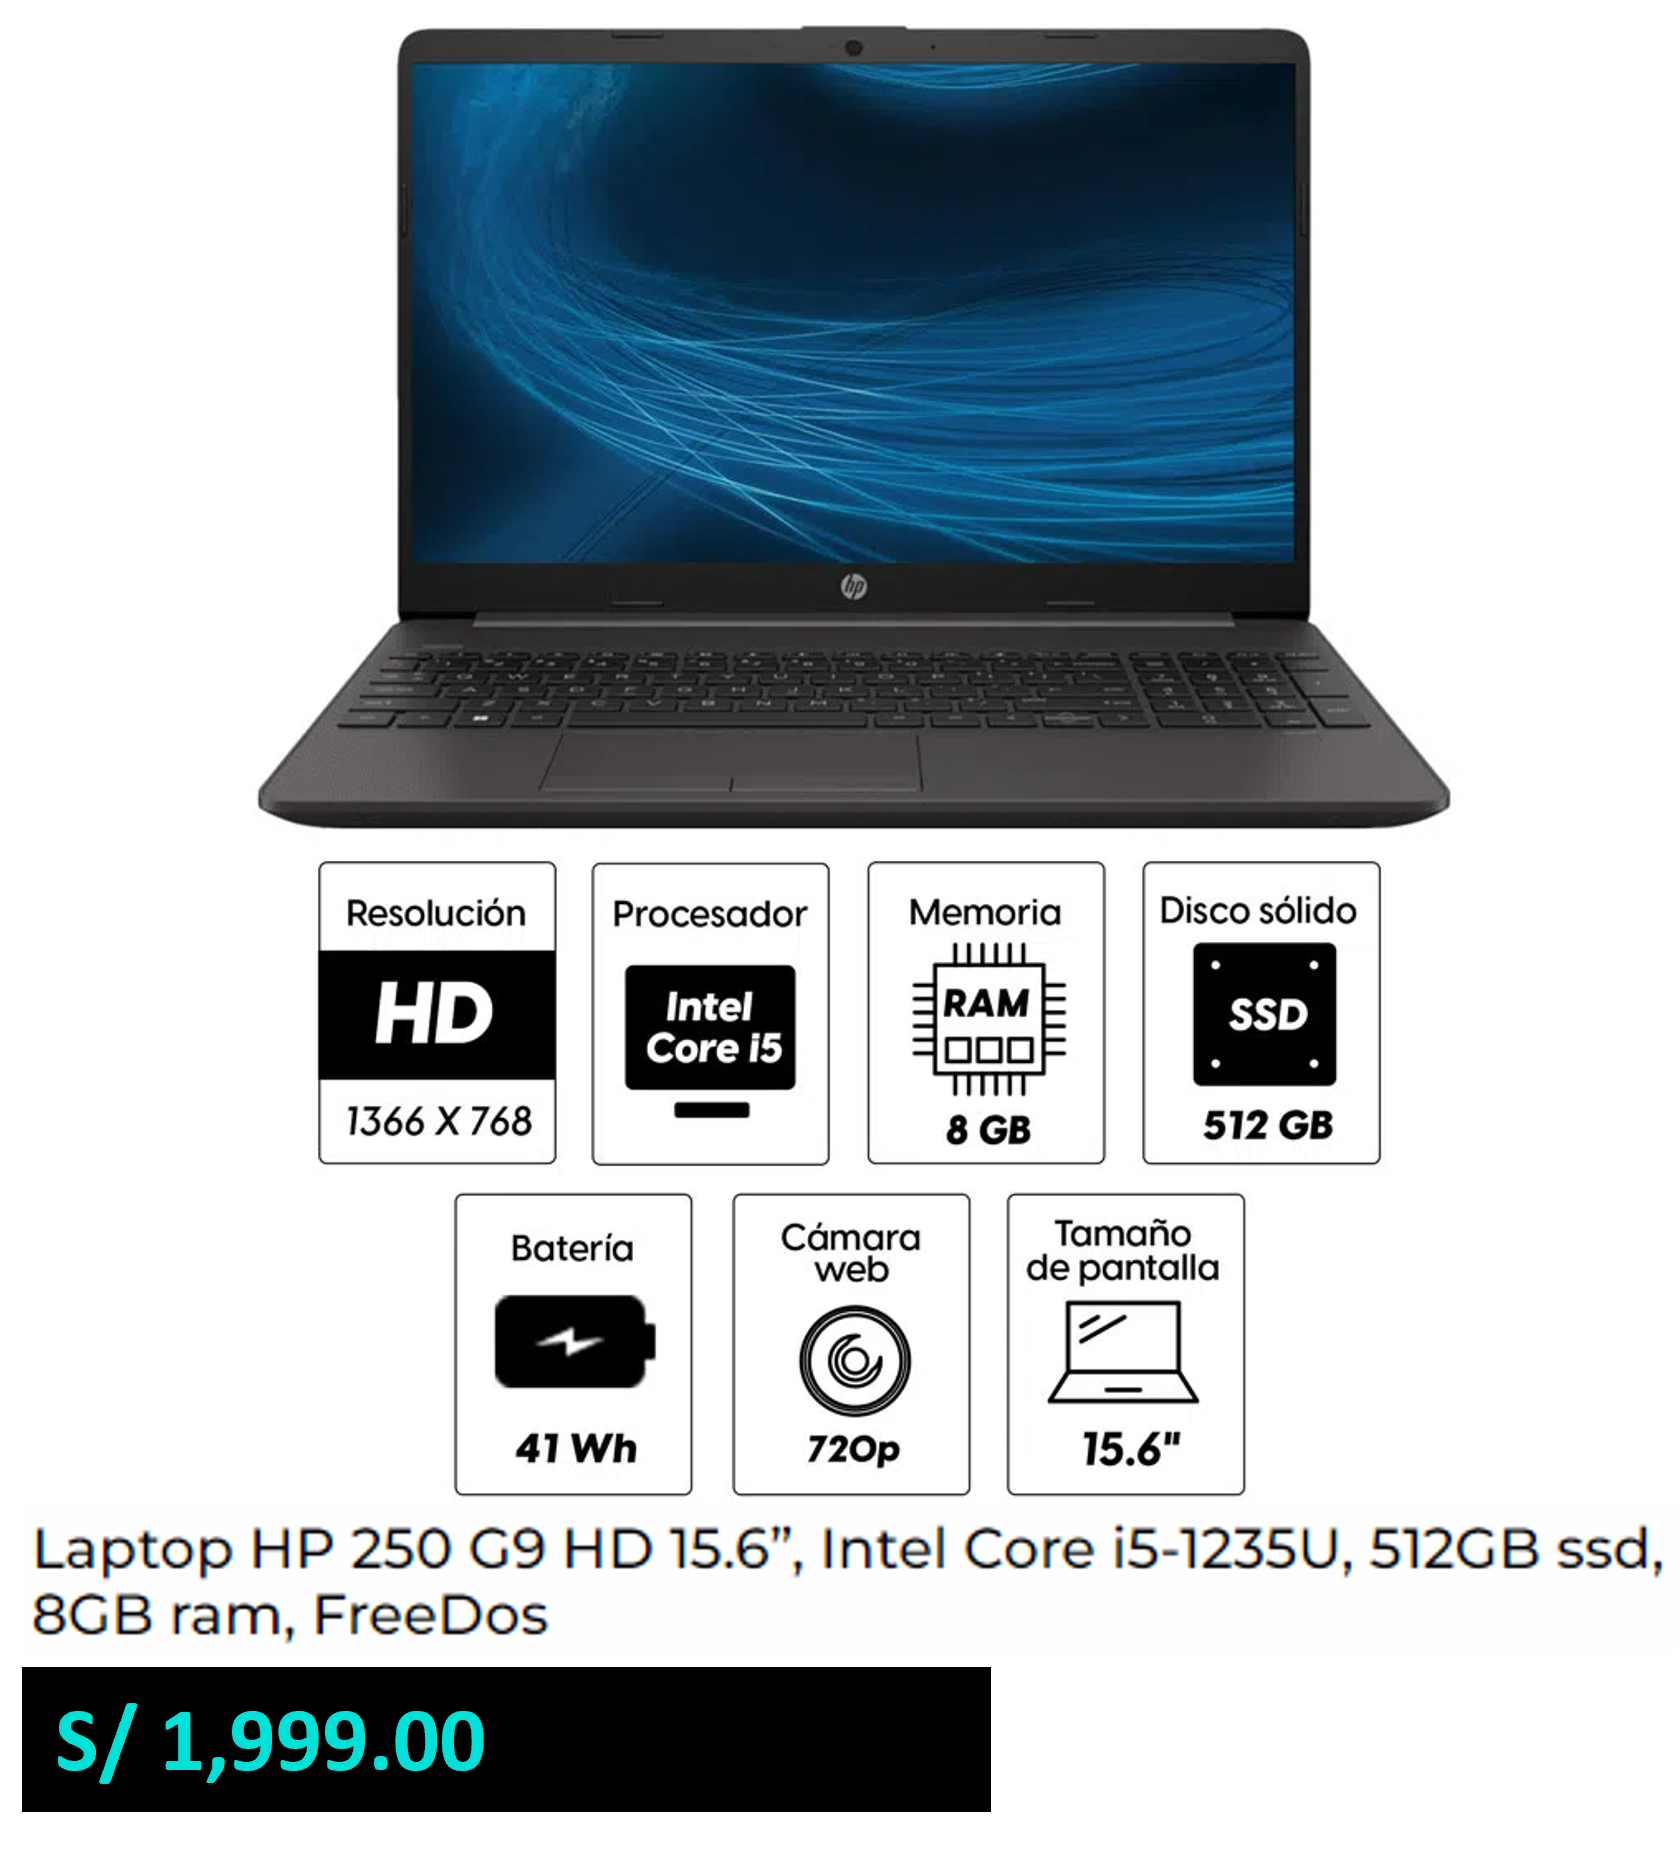 hp
Resolución
HD
1366 X 768
Procesador
Intel
Core i5
Memoria
RAM
8 GB
Disco sólido
SSD
512 GB
Batería
41 Wh
Cámara
web
720p
Tamaño
de pantalla
15.6"
Laptop HP 250 G9 HD 15.6”, Intel Core i5-1235U, 512GB ssd,
8GB ram, FreeDos
S/ 1,999.00